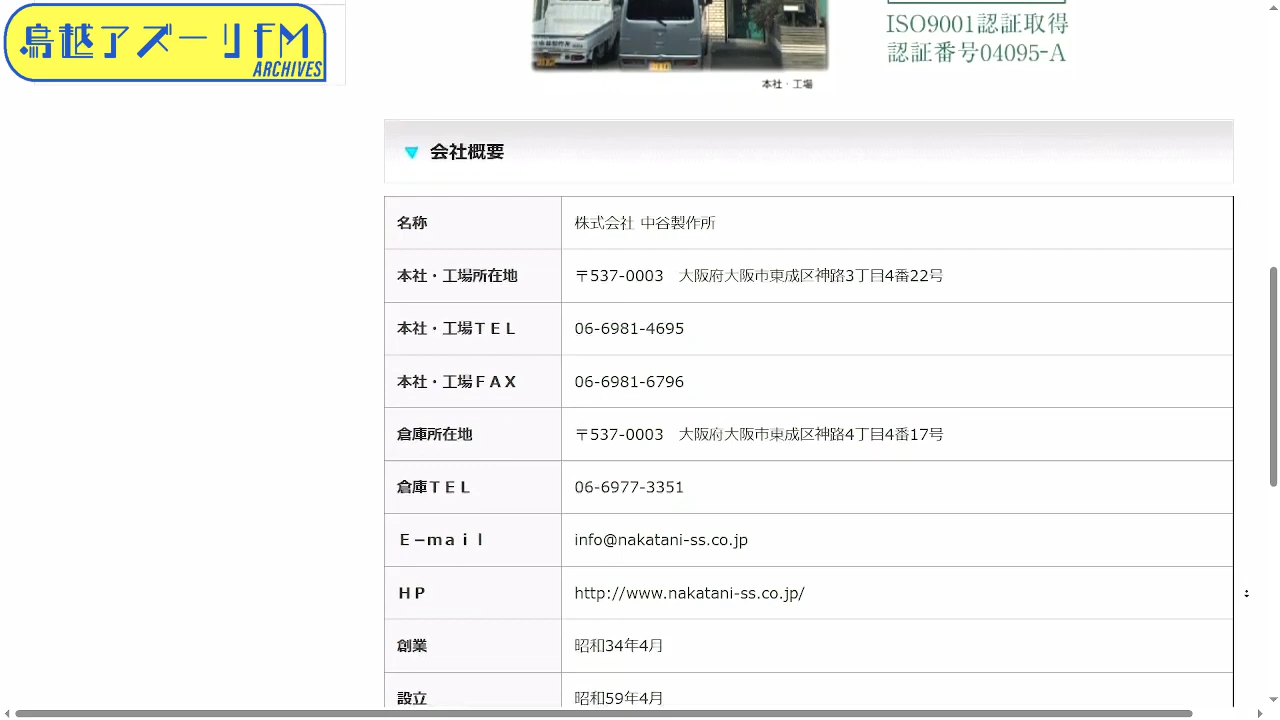 鳥越アズーリFM
ARCHIVES
ISO9001認証取得
認証番号04095-A
本社・工場
会社概要
名称 株式会社 中谷製作所
本社・工場所在地 〒537-0003 大阪府大阪市東成区神路3丁目4番22号
本社・工場TEL 06-6981-4695
本社・工場FAX 06-6981-6796
倉庫所在地 〒537-0003 大阪府大阪市東成区神路4丁目4番17号
倉庫TEL 06-6977-3351
E-mail info@nakatani-ss.co.jp
HP http://www.nakatani-ss.co.jp/
創業 昭和34年4月
設立 昭和59年4月